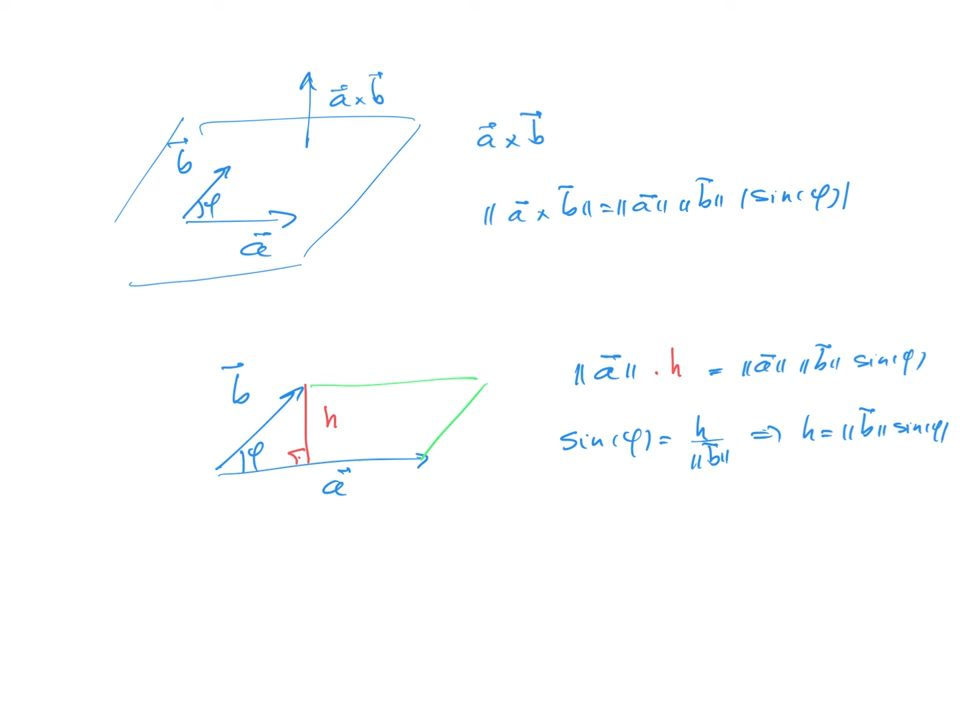 a⃗ × b⃗
b⃗
φ
a⃗
a⃗ × b⃗
‖ a⃗ × b⃗ ‖ = ‖ a⃗ ‖ ‖ b⃗ ‖ |sin(φ)|
b⃗
h
φ
a⃗
‖ a⃗ ‖ · h = ‖ a⃗ ‖ ‖ b⃗ ‖ sin(φ)
sin(φ) = h / ‖ b⃗ ‖ ⇒ h = ‖ b⃗ ‖ sin(φ)